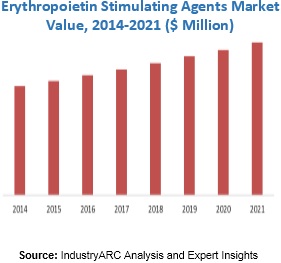 Erythropoietin Stimulating Agents Market
Value, 2014-2021 ($ Million)
2014 2015 2016 2017 2018 2019 2020 2021
Source: IndustryARC Analysis and Expert Insights